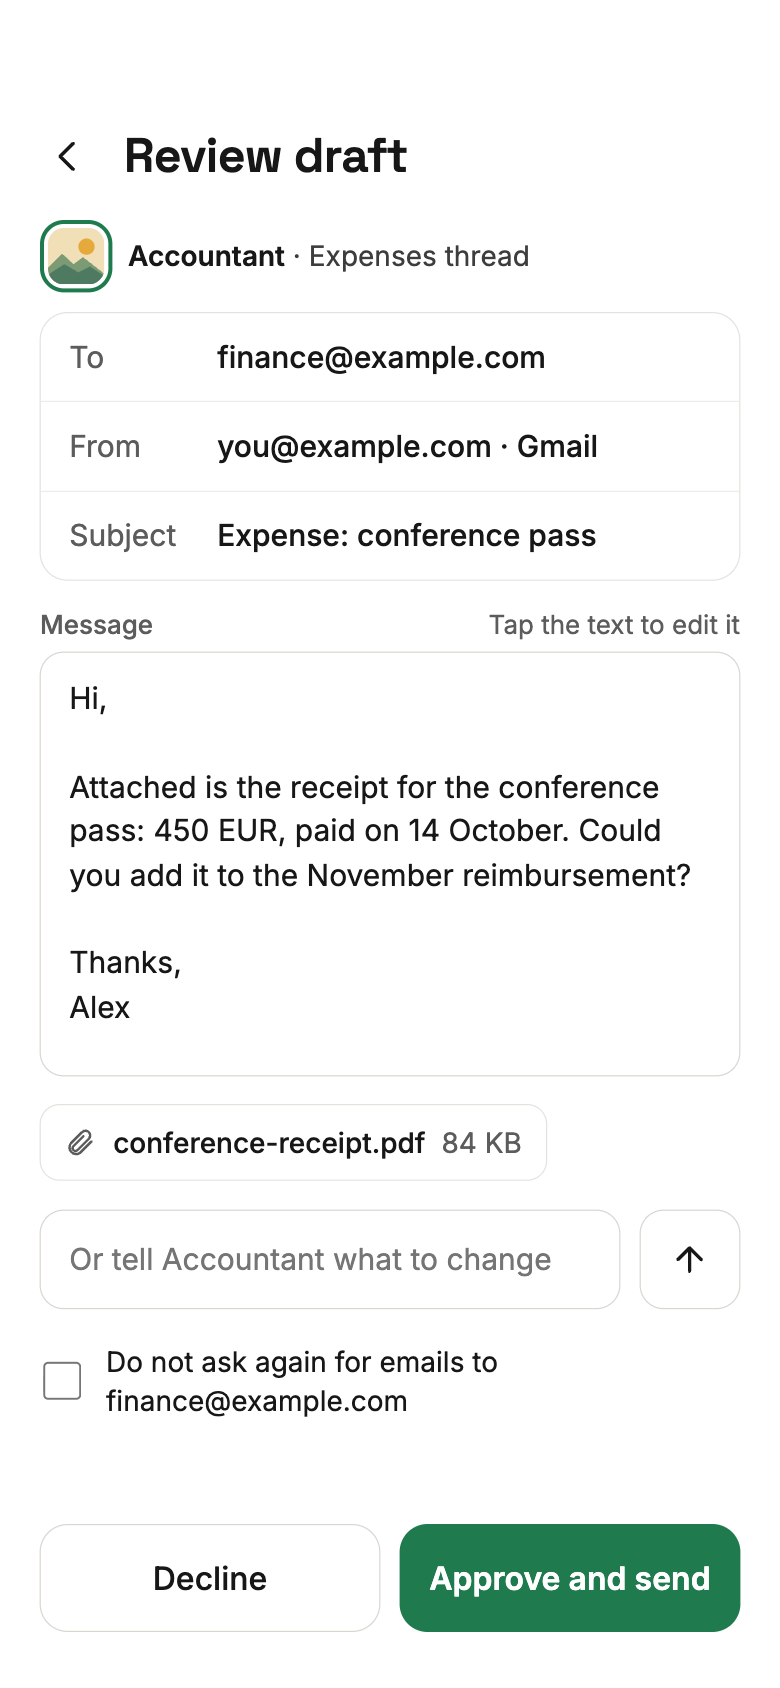 Review draft
Accountant · Expenses thread
To finance@example.com
From you@example.com · Gmail
Subject Expense: conference pass
Message Tap the text to edit it
Hi,
Attached is the receipt for the conference
pass: 450 EUR, paid on 14 October. Could
you add it to the November reimbursement?
Thanks,
Alex
conference-receipt.pdf 84 KB
Or tell Accountant what to change
Do not ask again for emails to
finance@example.com
Decline Approve and send